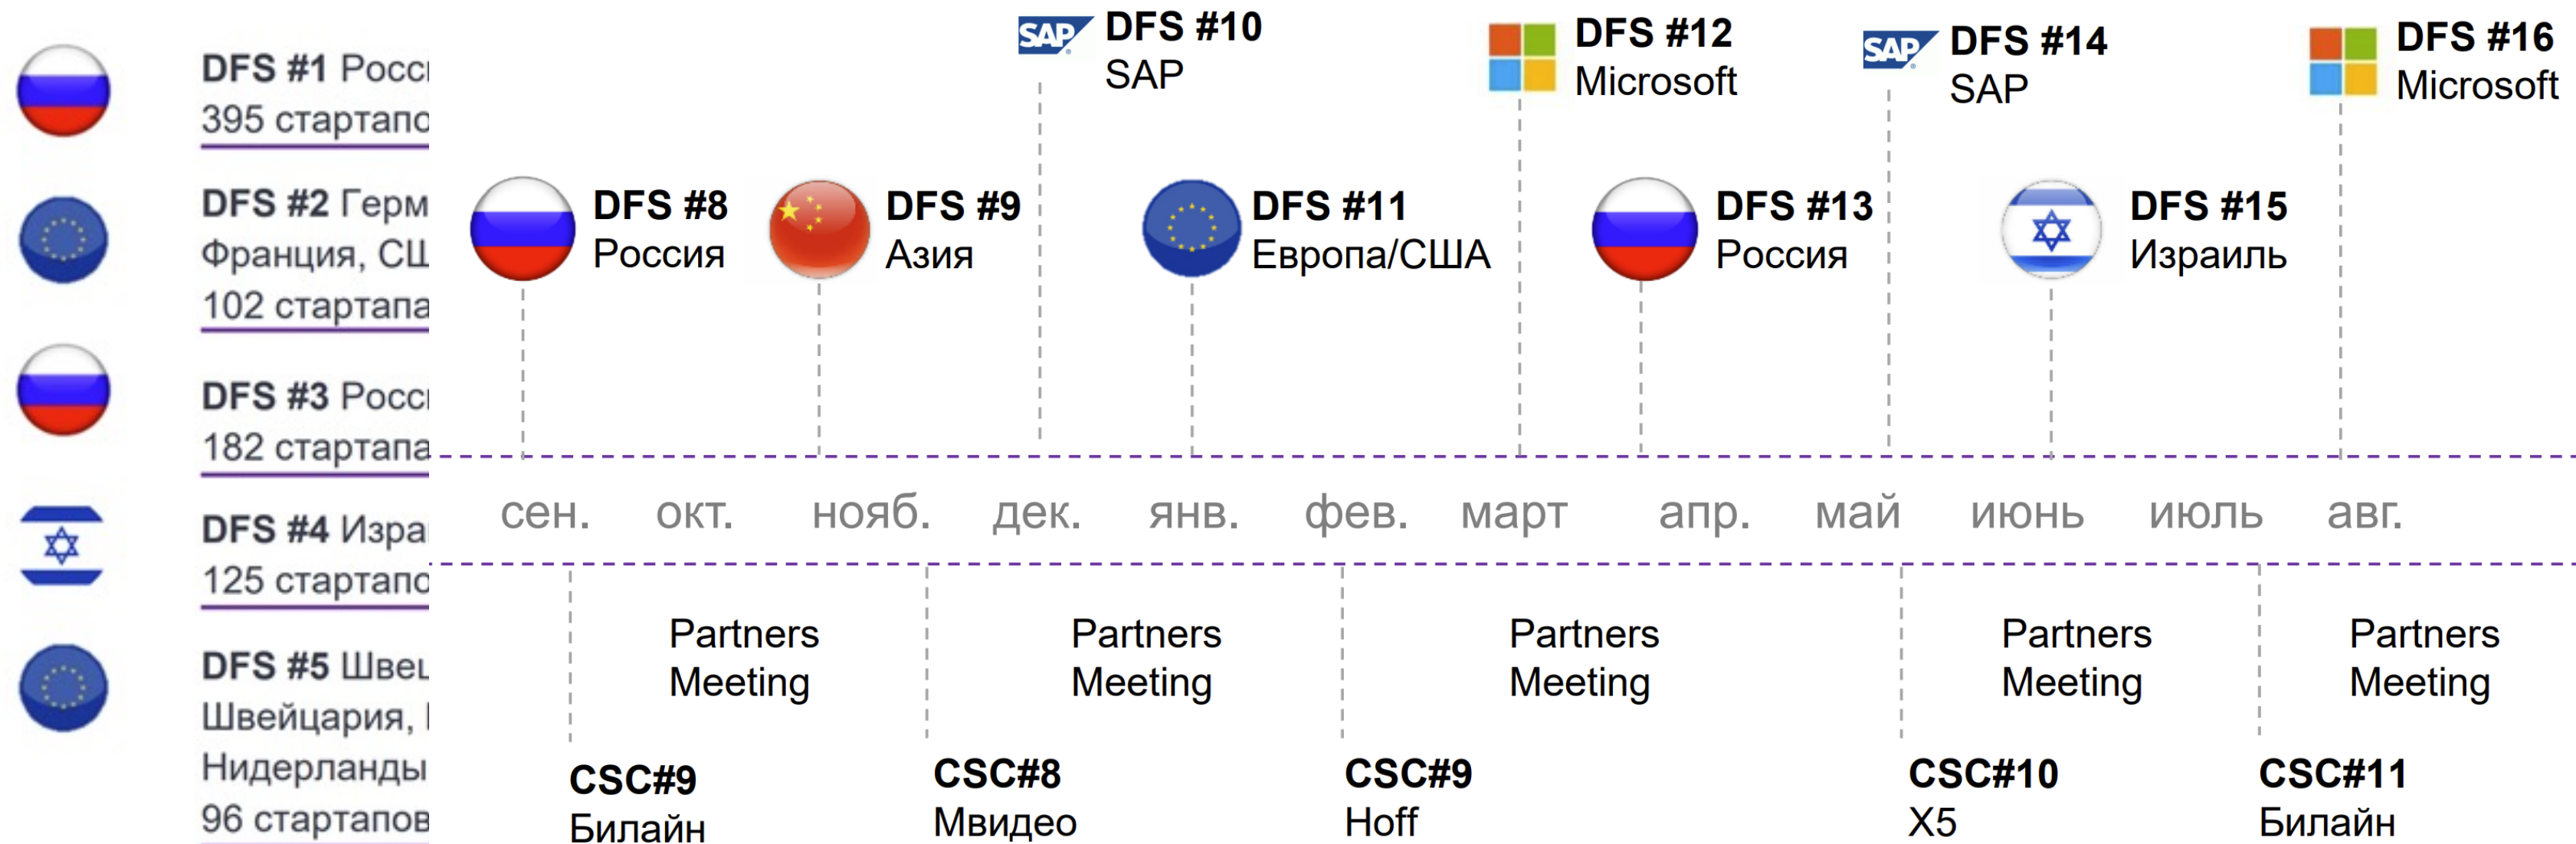 DFS #1 Росс
395 стартапо
DFS #2 Герм
Франция, СШ
102 стартапа
DFS #3 Росс
182 стартапа
DFS #4 Изра
125 стартапо
DFS #5 Швец
Швейцария,
Нидерланды
96 стартапов
SAP
DFS #10
SAP
DFS #12
Microsoft
SAP
DFS #14
SAP
DFS #16
Microsoft
DFS #8
Россия
DFS #9
Азия
DFS #11
Европа/США
DFS #13
Россия
DFS #15
Израиль
сен. окт. нояб. дек. янв. фев. март апр. май июнь июль авг.
Partners
Meeting
Partners
Meeting
Partners
Meeting
Partners
Meeting
Partners
Meeting
CSC#9
Билайн
CSC#8
Мвидео
CSC#9
Hoff
CSC#10
X5
CSC#11
Билайн